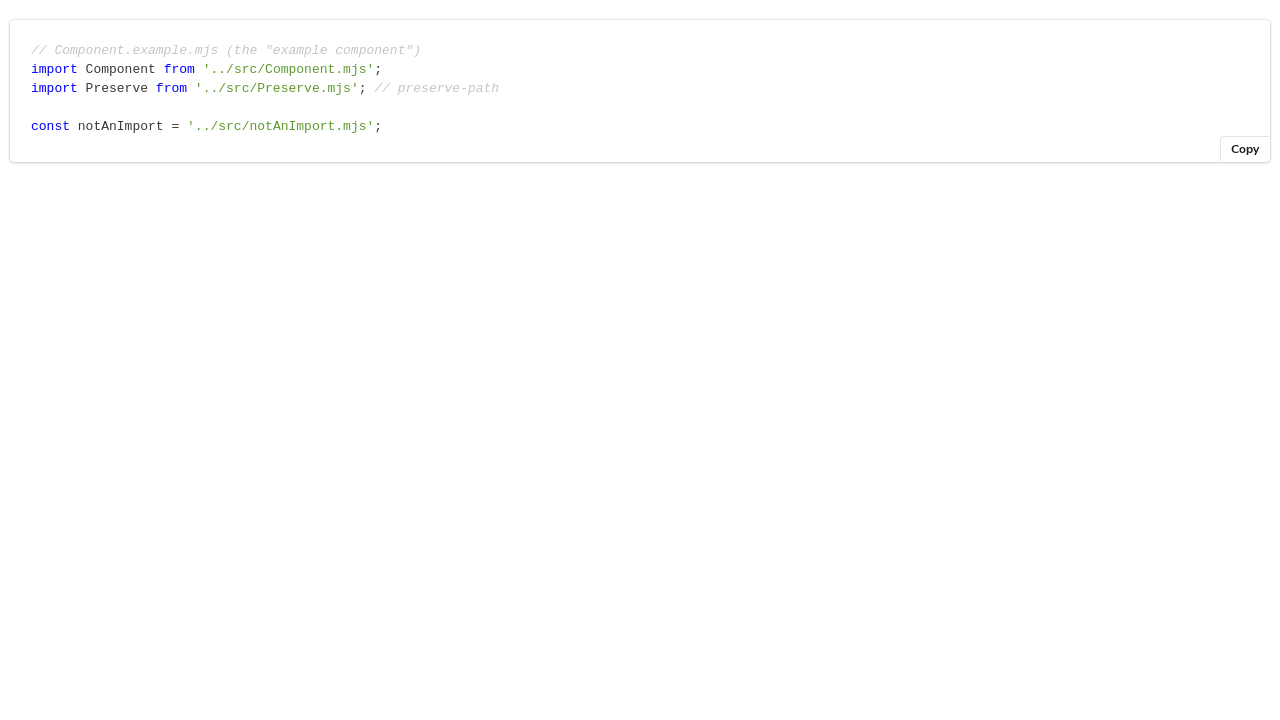 // Component.example.mjs (the "example component")
import Component from '../src/Component.mjs';
import Preserve from '../src/Preserve.mjs'; // preserve-path

const notAnImport = '../src/notAnImport.mjs';
Copy